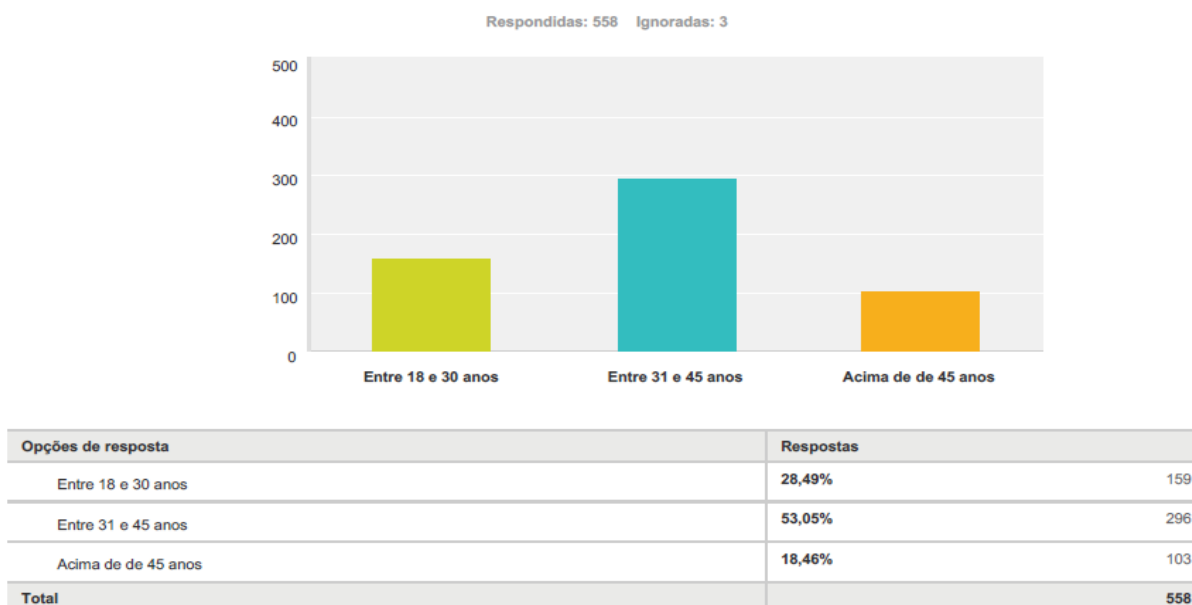 Respondidas: 558 Ignoradas: 3
500
400
300
200
100
0
Entre 18 e 30 anos Entre 31 e 45 anos Acima de de 45 anos
Opções de resposta Respostas
Entre 18 e 30 anos 28,49% 159
Entre 31 e 45 anos 53,05% 296
Acima de de 45 anos 18,46% 103
Total 558